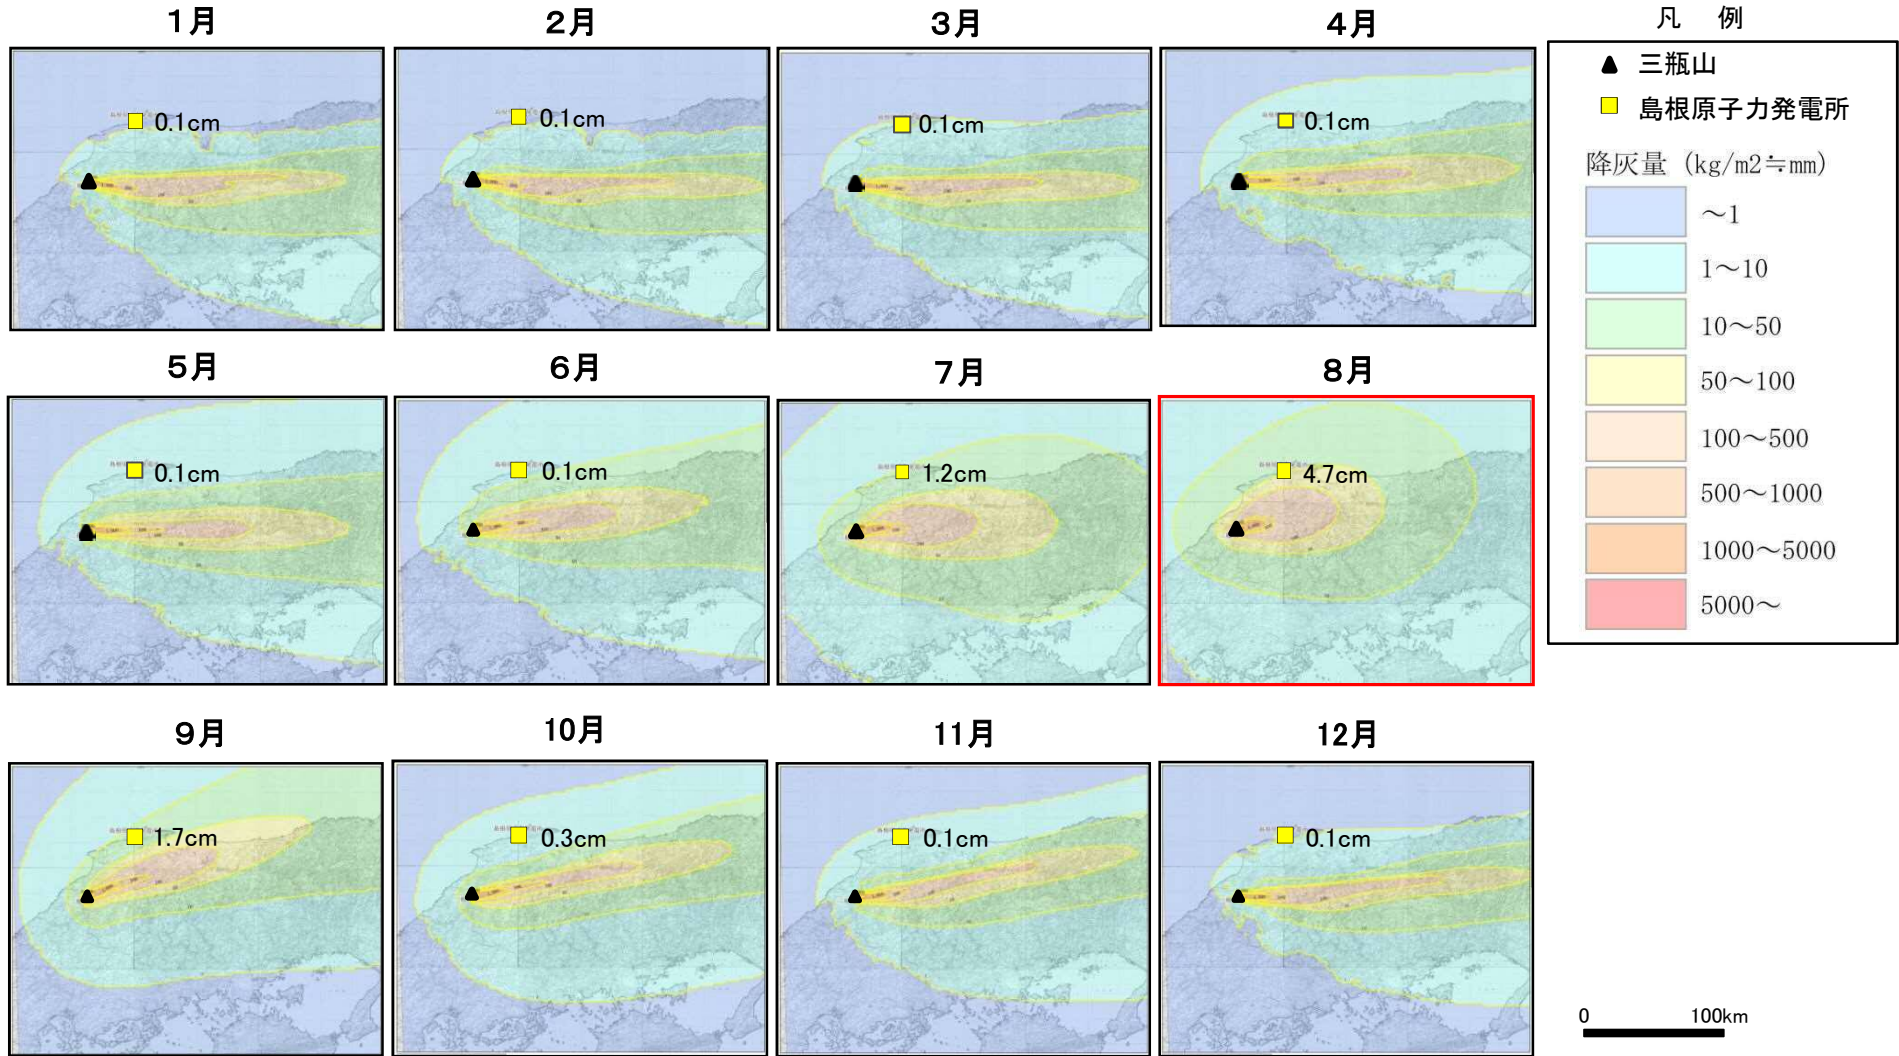 1月
2月
3月
4月
0.1cm
0.1cm
0.1cm
0.1cm
5月
6月
7月
8月
0.1cm
0.1cm
1.2cm
4.7cm
9月
10月
11月
12月
1.7cm
0.3cm
0.1cm
0.1cm
凡 例
▲ 三瓶山
島根原子力発電所
降灰量 (kg/m2≒mm)
～1
1～10
10～50
50～100
100～500
500～1000
1000～5000
5000～
0 100km